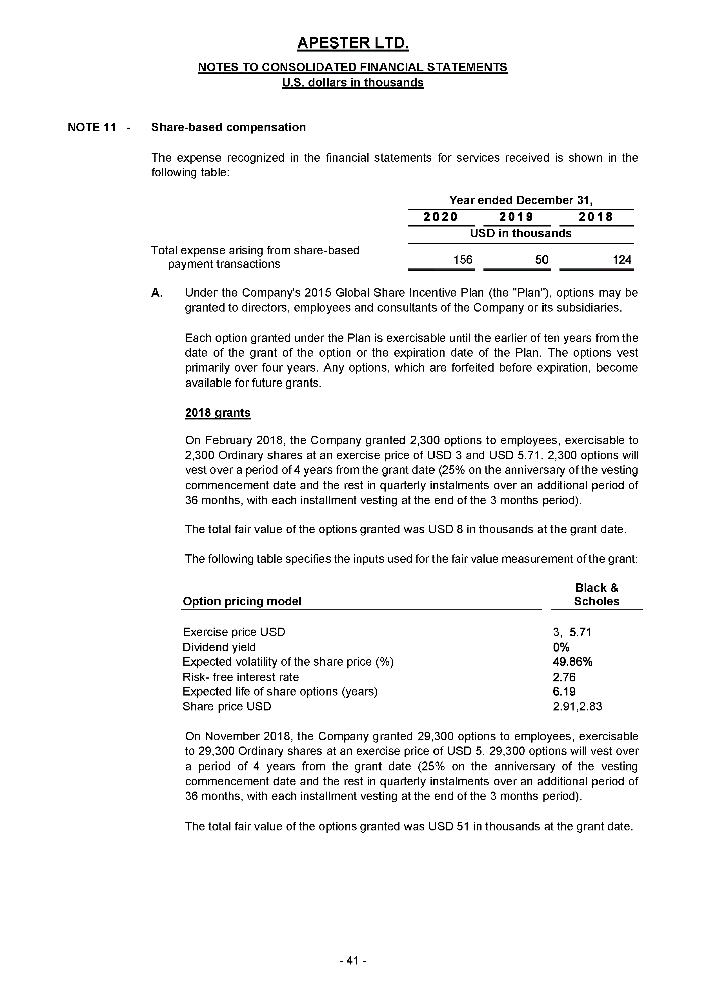 APESTER LTD.
NOTES TO CONSOLIDATED FINANCIAL STATEMENTS
U.S. dollars in thousands
NOTE 11 - Share-based compensation
The expense recognized in the financial statements for services received is shown in the
following table:
Year ended December 31,
2020 2019 2018
USD in thousands
Total expense arising from share-based
payment transactions 156 50 124
A. Under the Company's 2015 Global Share Incentive Plan (the "Plan"), options may be
granted to directors, employees and consultants of the Company or its subsidiaries.
Each option granted under the Plan is exercisable until the earlier of ten years from the
date of the grant of the option or the expiration date of the Plan. The options vest
primarily over four years. Any options, which are forfeited before expiration, become
available for future grants.
2018 grants
On February 2018, the Company granted 2,300 options to employees, exercisable to
2,300 Ordinary shares at an exercise price of USD 3 and USD 5.71. 2,300 options will
vest over a period of 4 years from the grant date (25% on the anniversary of the vesting
commencement date and the rest in quarterly instalments over an additional period of
36 months, with each installment vesting at the end of the 3 months period).
The total fair value of the options granted was USD 8 in thousands at the grant date.
The following table specifies the inputs used for the fair value measurement of the grant:
Black &
Option pricing model Scholes
Exercise price USD 3, 5.71
Dividend yield 0%
Expected volatility of the share price (%) 49.86%
Risk- free interest rate 2.76
Expected life of share options (years) 6.19
Share price USD 2.91,2.83
On November 2018, the Company granted 29,300 options to employees, exercisable
to 29,300 Ordinary shares at an exercise price of USD 5. 29,300 options will vest over
a period of 4 years from the grant date (25% on the anniversary of the vesting
commencement date and the rest in quarterly instalments over an additional period of
36 months, with each installment vesting at the end of the 3 months period).
The total fair value of the options granted was USD 51 in thousands at the grant date.
- 41 -